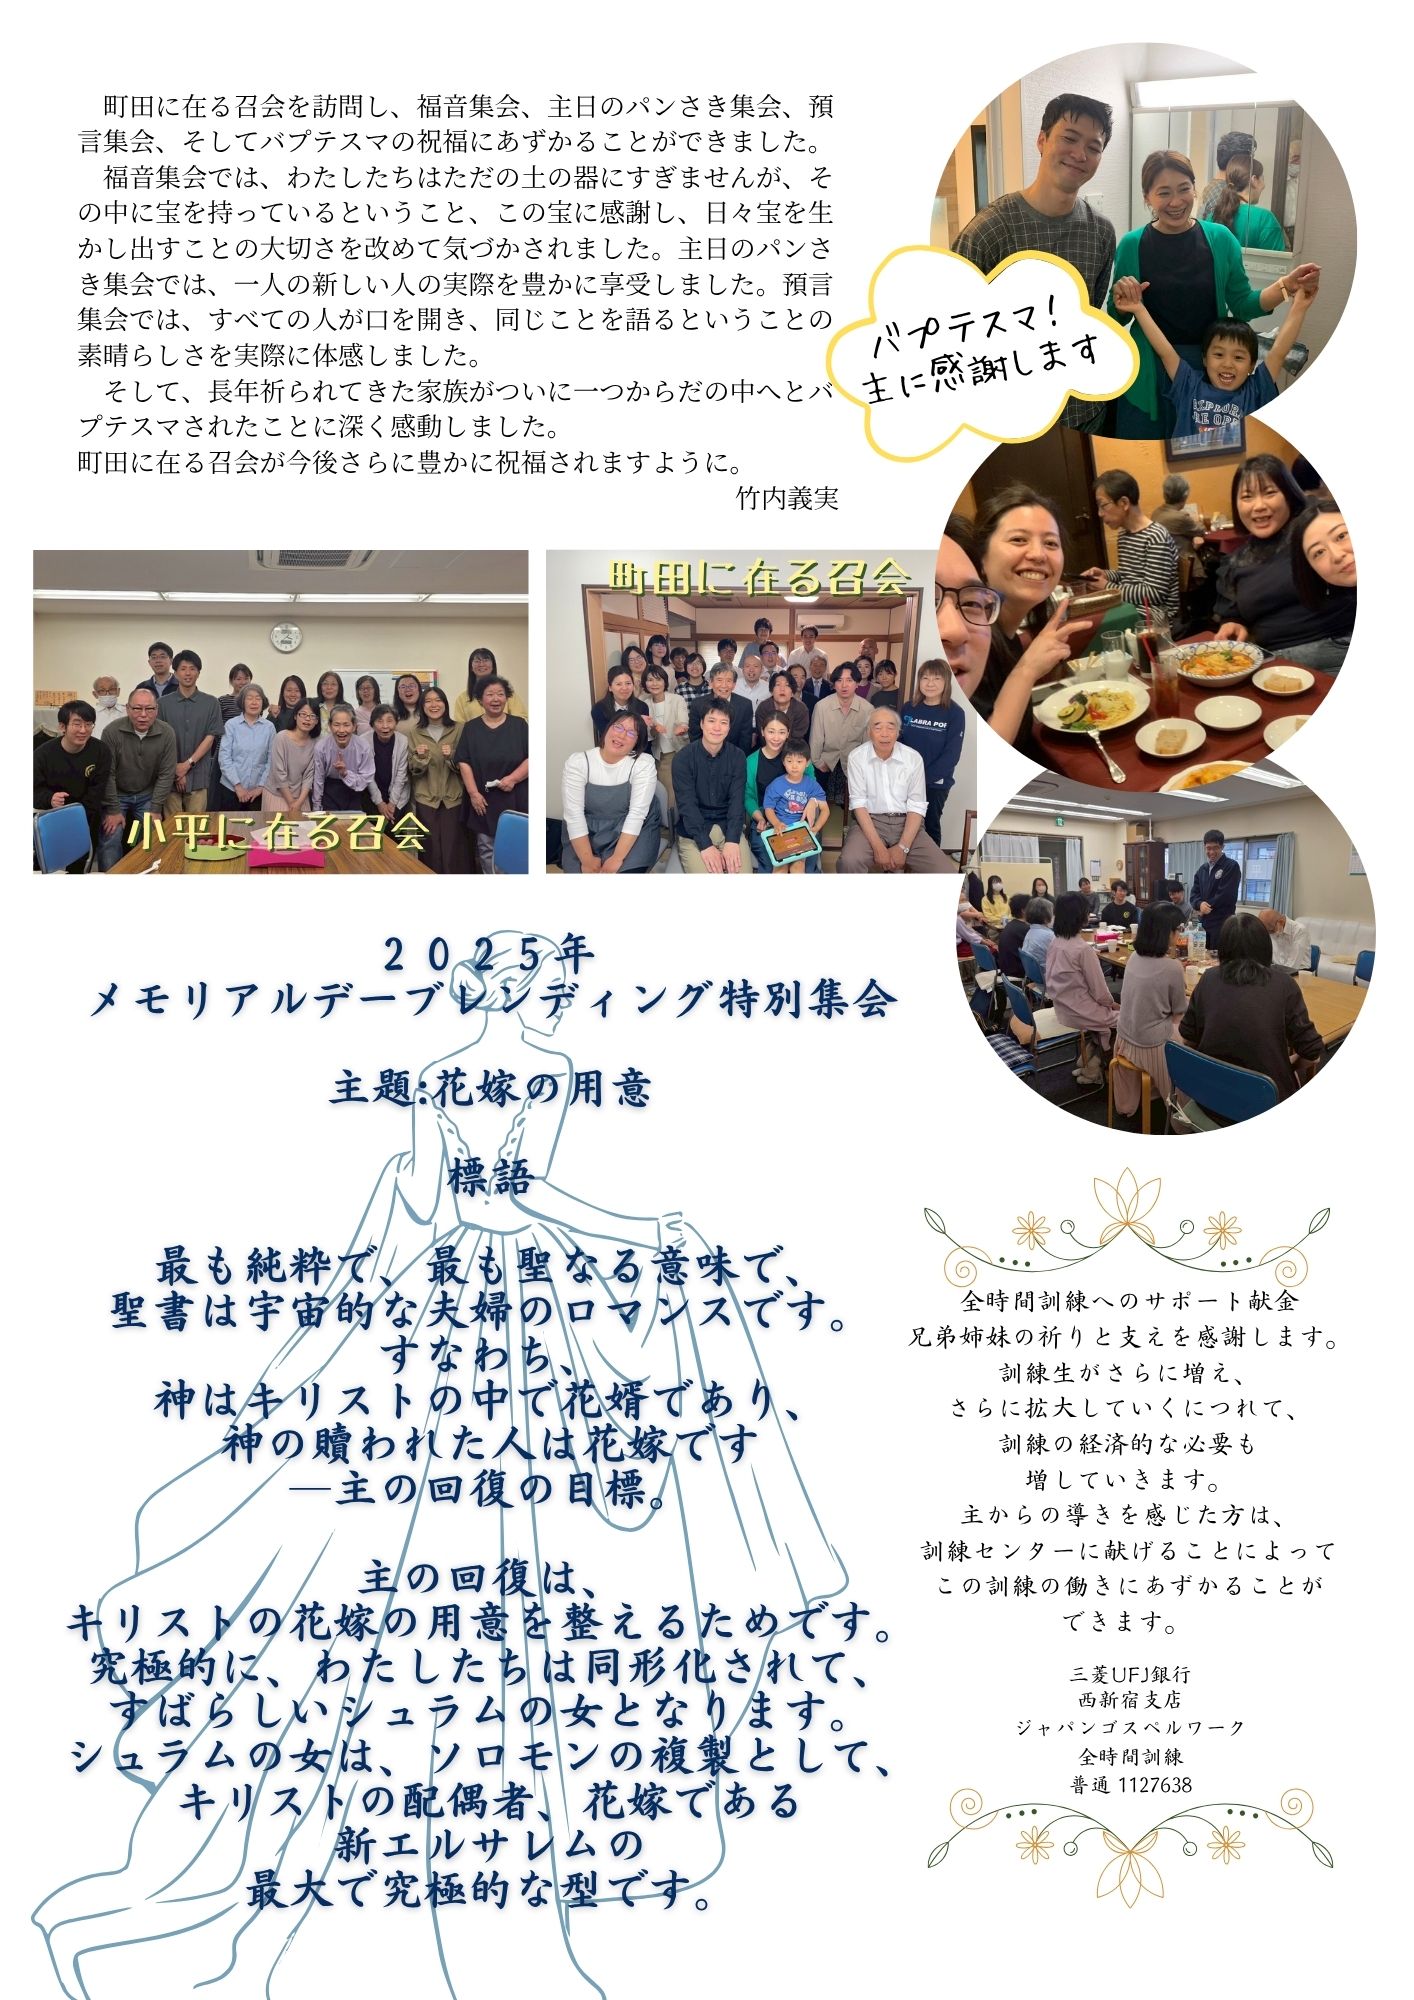 町田に在る召会を訪問し、福音集会、主日のパンさき集会、預
言集会、そしてバプテスマの祝福にあずかることができました。
福音集会では、わたしたちはただの土の器にすぎませんが、そ
の中に宝を持っているということ、この宝に感謝し、日々宝を生
かし出すことの大切さを改めて気づかされました。主日のパンさ
き集会では、一人の新しい人の実際を豊かに享受しました。預言
集会では、すべての人が口を開き、同じことを語るということの
素晴らしさを実際に体感しました。
そして、長年祈られてきた家族がついに一つからだの中へとバ
プテスマされたことに深く感動しました。
町田に在る召会が今後さらに豊かに祝福されますように。
竹内義実
バプテスマ!
主に感謝します
小平に在る召会
町田に在る召会
LABRA POP
2025年
メモリアルデーブレンディング特別集会
主題:花嫁の用意
標語
最も純粋で、最も聖なる意味で、
聖書は宇宙的な夫婦のロマンスです。
すなわち、
神はキリストの中で花婿であり、
神の贖われた人は花嫁です
―主の回復の目標。
主の回復は、
キリストの花嫁の用意を整えるためです。
究極的に、わたしたちは同形化されて、
すばらしいシュラムの女となります。
シュラムの女は、ソロモンの複製として、
キリストの配偶者、花嫁である
新エルサレムの
最大で究極的な型です。
全時間訓練へのサポート献金
兄弟姉妹の祈りと支えを感謝します。
訓練生がさらに増え、
さらに拡大していくにつれて、
訓練の経済的な必要も
増していきます。
主からの導きを感じた方は、
訓練センターに献げることによって
この訓練の働きにあずかることが
できます。
三菱UFJ銀行
西新宿支店
ジャパンゴスペルワーク
全時間訓練
普通 1127638